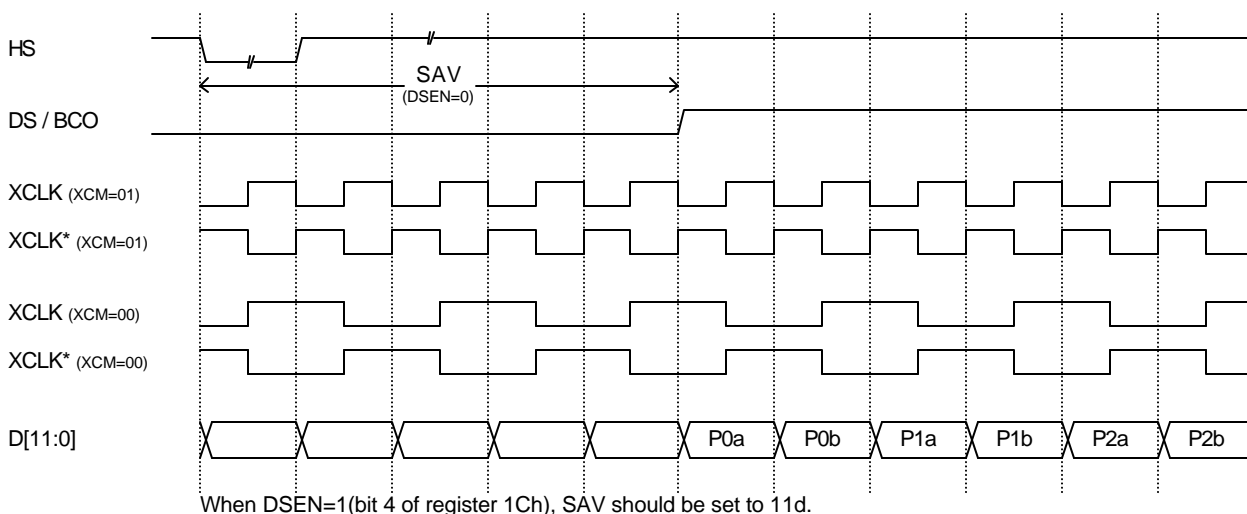 HS
SAV
(DSEN=0)
DS / BCO
XCLK (XCM=01)
XCLK* (XCM=01)
XCLK (XCM=00)
XCLK* (XCM=00)
D[11:0] P0a P0b P1a P1b P2a P2b
When DSEN=1(bit 4 of register 1Ch), SAV should be set to 11d.